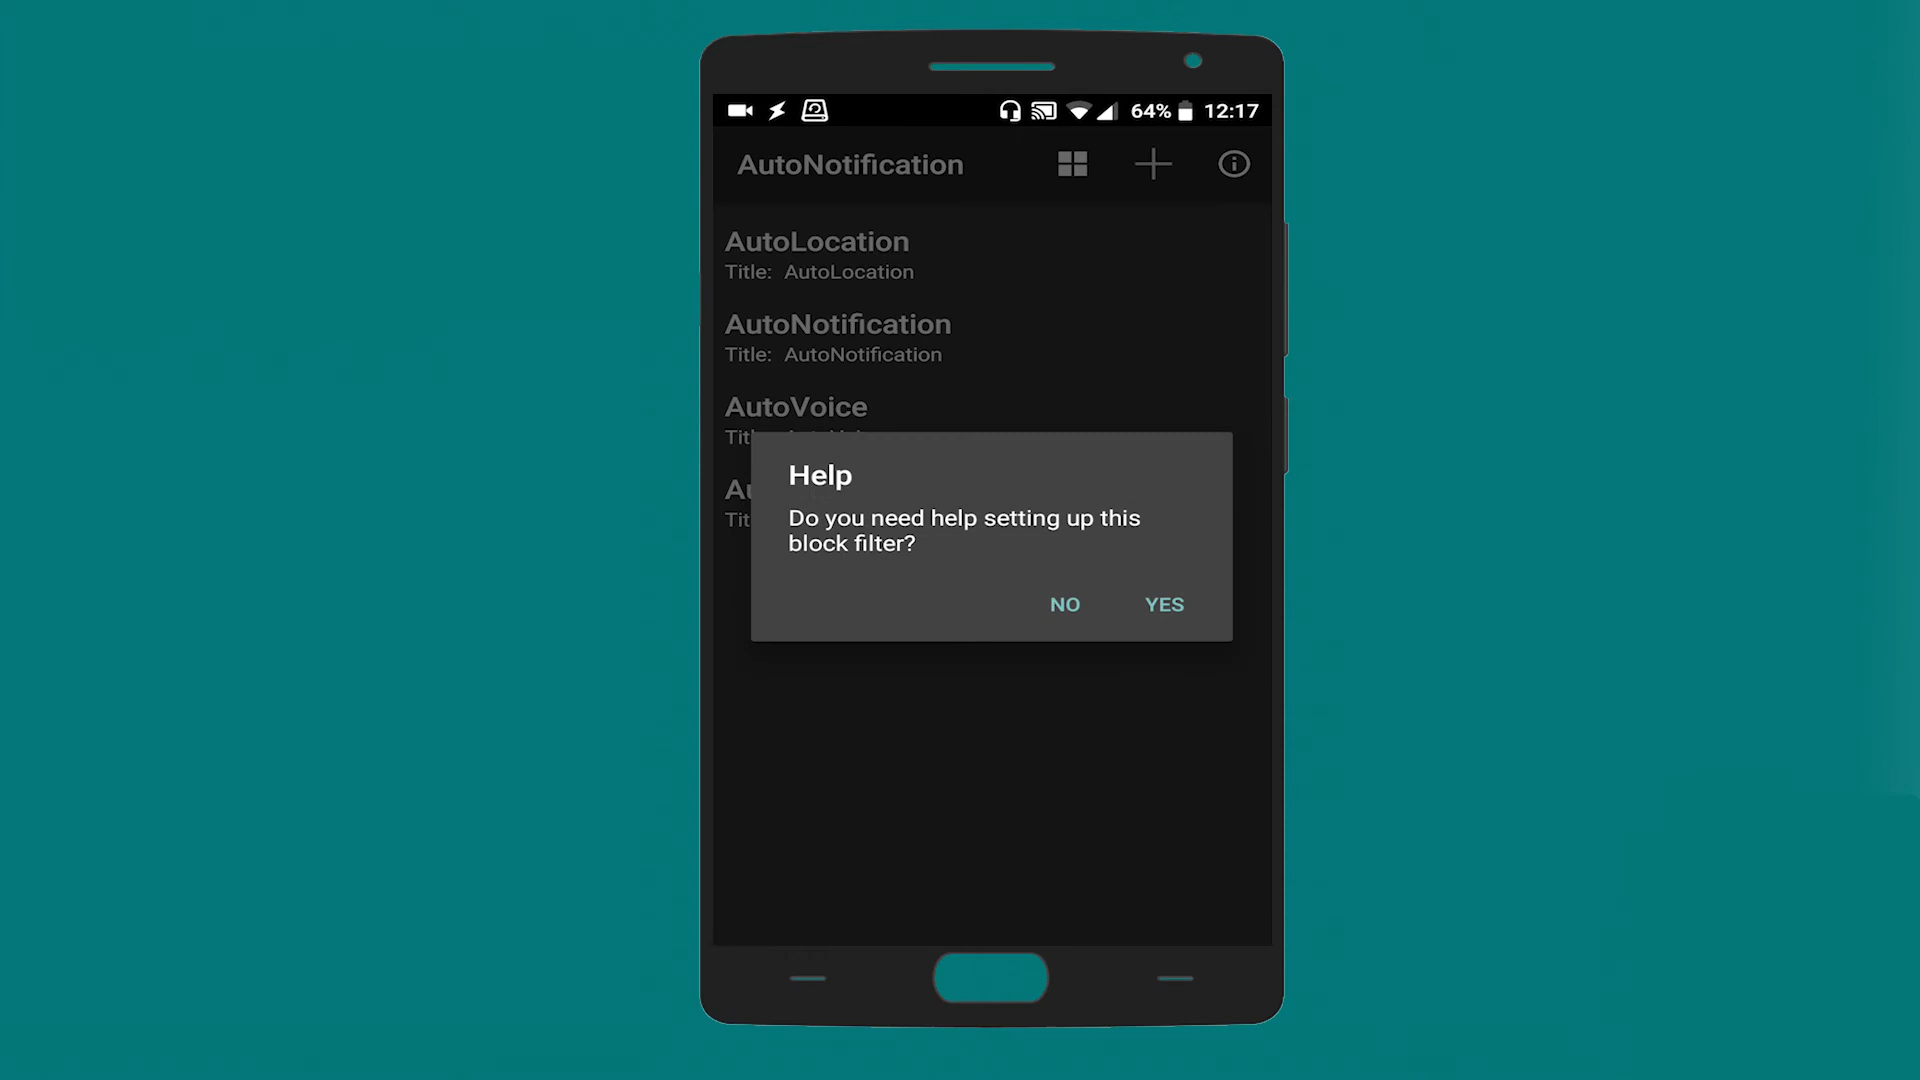 64% 12:17
AutoNotification
AutoLocation
Title: AutoLocation
AutoNotification
Title: AutoNotification
AutoVoice
Help
Do you need help setting up this
block filter?
NO YES